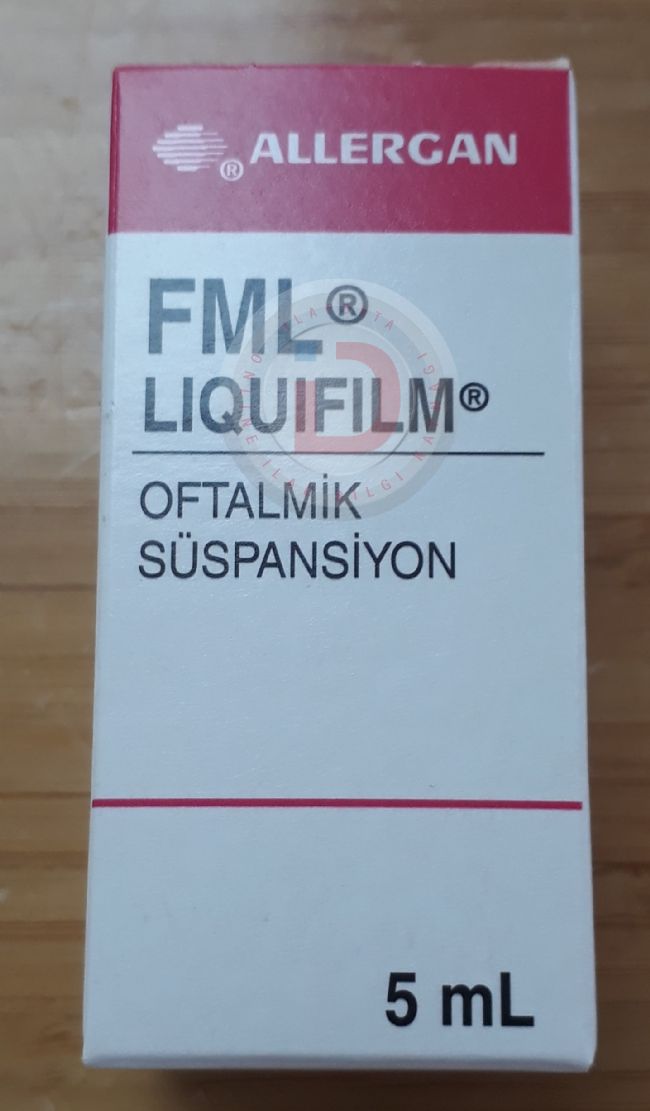 ® ALLERGAN
FML®
LIQUIFILM®
OFTALMİK
SÜSPANSİYON
5 mL